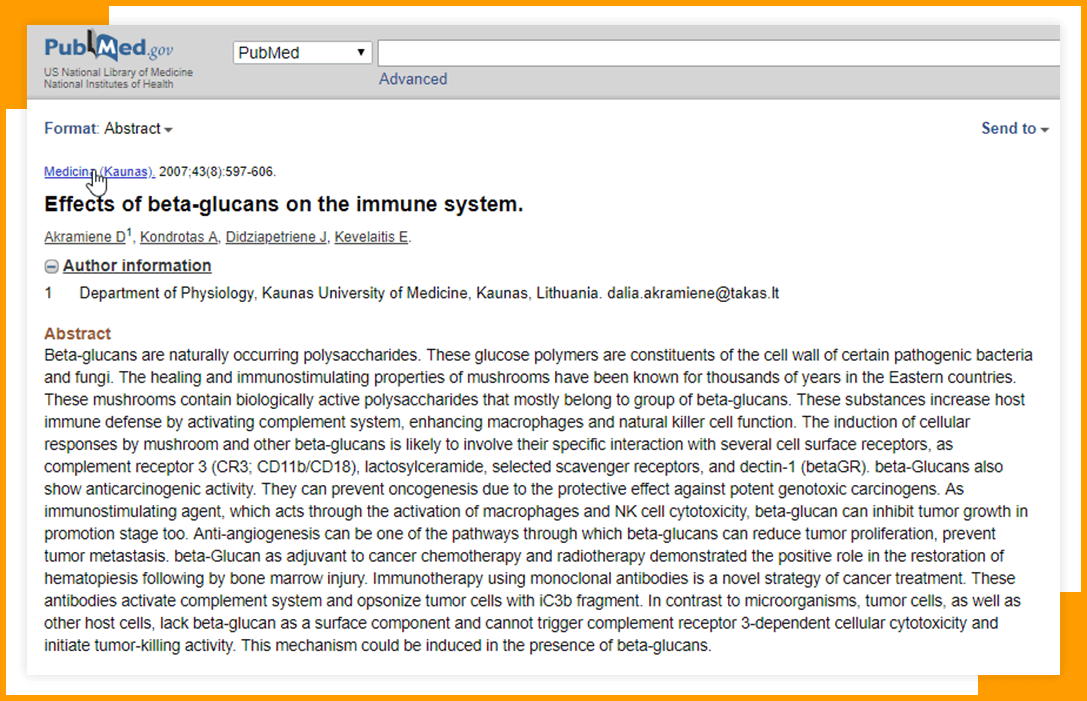 PubMed.gov
US National Library of Medicine
National Institutes of Health
PubMed
Advanced
Format: Abstract
Send to
Medicina (Kaunas). 2007;43(8):597-606.
Effects of beta-glucans on the immune system.
Akramiene D1, Kondrotas A, Didziapetriene J, Kevelaitis E.
Author information
1 Department of Physiology, Kaunas University of Medicine, Kaunas, Lithuania. dalia.akramiene@takas.lt
Abstract
Beta-glucans are naturally occurring polysaccharides. These glucose polymers are constituents of the cell wall of certain pathogenic bacteria
and fungi. The healing and immunostimulating properties of mushrooms have been known for thousands of years in the Eastern countries.
These mushrooms contain biologically active polysaccharides that mostly belong to group of beta-glucans. These substances increase host
immune defense by activating complement system, enhancing macrophages and natural killer cell function. The induction of cellular
responses by mushroom and other beta-glucans is likely to involve their specific interaction with several cell surface receptors, as
complement receptor 3 (CR3; CD11b/CD18), lactosylceramide, selected scavenger receptors, and dectin-1 (betaGR). beta-Glucans also
show anticarcinogenic activity. They can prevent oncogenesis due to the protective effect against potent genotoxic carcinogens. As
immunostimulating agent, which acts through the activation of macrophages and NK cell cytotoxicity, beta-glucan can inhibit tumor growth in
promotion stage too. Anti-angiogenesis can be one of the pathways through which beta-glucans can reduce tumor proliferation, prevent
tumor metastasis. beta-Glucan as adjuvant to cancer chemotherapy and radiotherapy demonstrated the positive role in the restoration of
hematopiesis following by bone marrow injury. Immunotherapy using monoclonal antibodies is a novel strategy of cancer treatment. These
antibodies activate complement system and opsonize tumor cells with iC3b fragment. In contrast to microorganisms, tumor cells, as well as
other host cells, lack beta-glucan as a surface component and cannot trigger complement receptor 3-dependent cellular cytotoxicity and
initiate tumor-killing activity. This mechanism could be induced in the presence of beta-glucans.